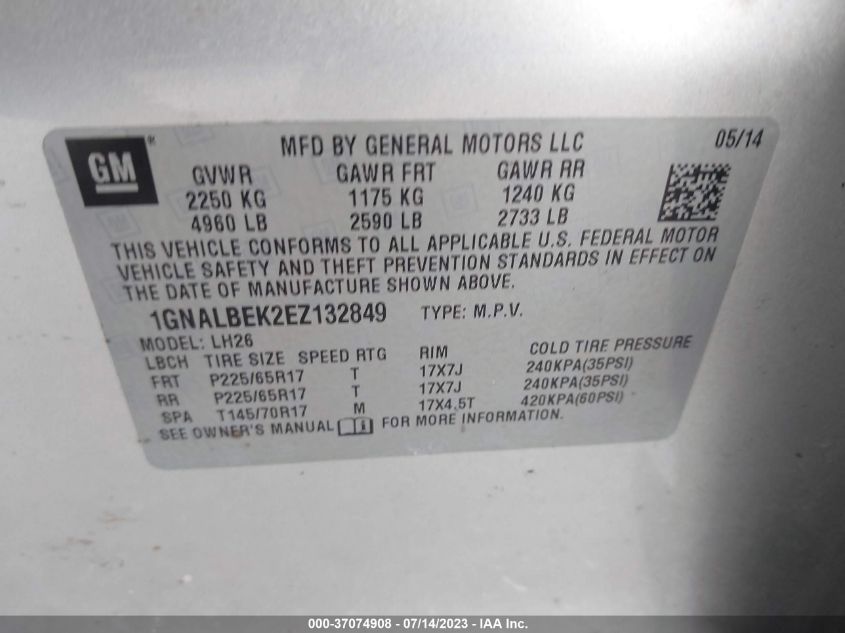 GM ® MFD BY GENERAL MOTORS LLC 05/14
GVWR GAWR FRT GAWR RR
2250 KG 1175 KG 1240 KG
4960 LB 2590 LB 2733 LB
THIS VEHICLE CONFORMS TO ALL APPLICABLE U.S. FEDERAL MOTOR
VEHICLE SAFETY AND THEFT PREVENTION STANDARDS IN EFFECT ON
THE DATE OF MANUFACTURE SHOWN ABOVE.
1GNALBEK2EZ132849 TYPE: M.P.V.
MODEL: LH26
LBCH TIRE SIZE SPEED RTG RIM COLD TIRE PRESSURE
FRT P225/65R17 T 17X7J 240KPA(35PSI)
RR P225/65R17 T 17X7J 240KPA(35PSI)
SPA T145/70R17 M 17X4.5T 420KPA(60PSI)
SEE OWNER'S MANUAL FOR MORE INFORMATION.
000-37074908 - 07/14/2023 - IAAI Inc.